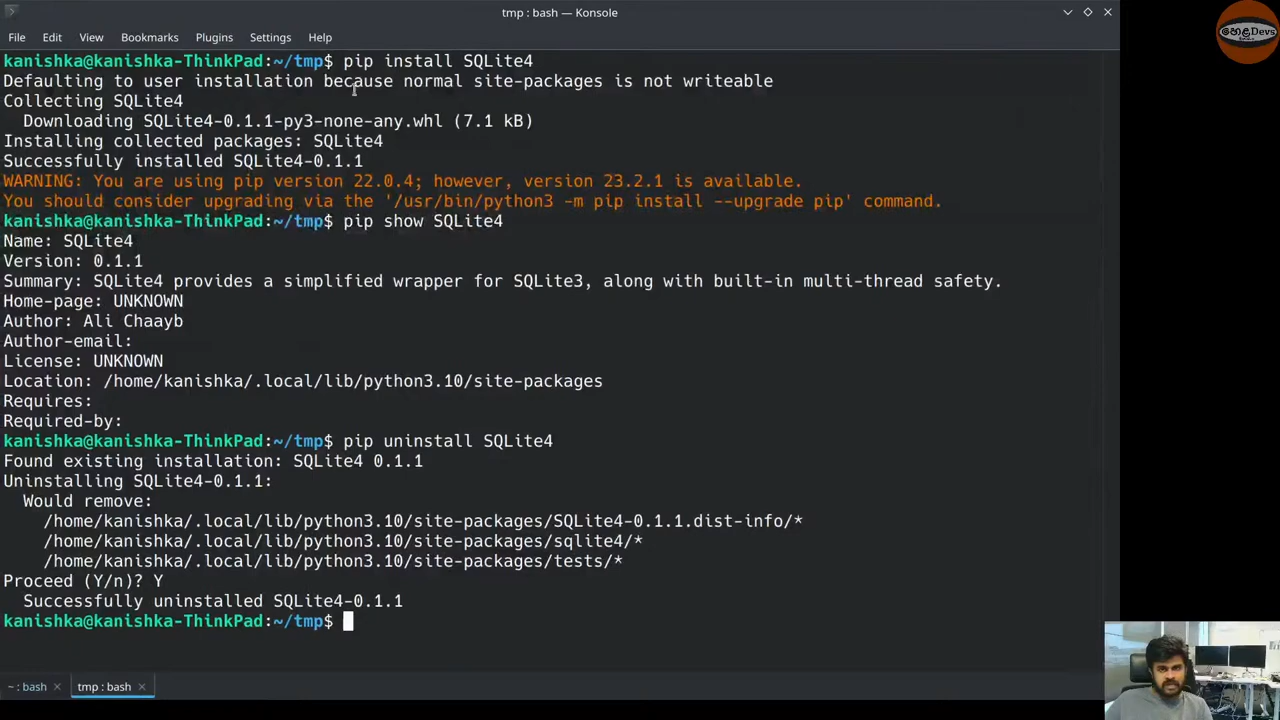 tmp : bash — Konsole
File Edit View Bookmarks Plugins Settings Help
kanishka@kanishka-ThinkPad:~/tmp$ pip install SQLite4
Defaulting to user installation because normal site-packages is not writeable
Collecting SQLite4
  Downloading SQLite4-0.1.1-py3-none-any.whl (7.1 kB)
Installing collected packages: SQLite4
Successfully installed SQLite4-0.1.1
WARNING: You are using pip version 22.0.4; however, version 23.2.1 is available.
You should consider upgrading via the '/usr/bin/python3 -m pip install --upgrade pip' command.
kanishka@kanishka-ThinkPad:~/tmp$ pip show SQLite4
Name: SQLite4
Version: 0.1.1
Summary: SQLite4 provides a simplified wrapper for SQLite3, along with built-in multi-thread safety.
Home-page: UNKNOWN
Author: Ali Chaayb
Author-email:
License: UNKNOWN
Location: /home/kanishka/.local/lib/python3.10/site-packages
Requires:
Required-by:
kanishka@kanishka-ThinkPad:~/tmp$ pip uninstall SQLite4
Found existing installation: SQLite4 0.1.1
Uninstalling SQLite4-0.1.1:
  Would remove:
    /home/kanishka/.local/lib/python3.10/site-packages/SQLite4-0.1.1.dist-info/*
    /home/kanishka/.local/lib/python3.10/site-packages/sqlite4/*
    /home/kanishka/.local/lib/python3.10/site-packages/tests/*
Proceed (Y/n)? Y
  Successfully uninstalled SQLite4-0.1.1
kanishka@kanishka-ThinkPad:~/tmp$
~ : bash
tmp : bash
හෙළDevs